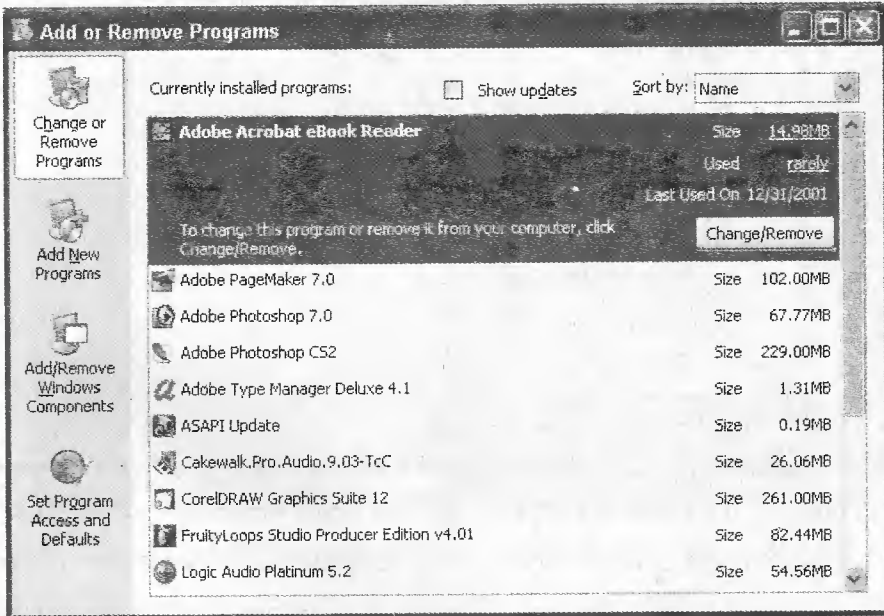 Add or Remove Programs
Change or
Remove
Programs
Add New
Programs
Add/Remove
Windows
Components
Set Program
Access and
Defaults
Currently installed programs: Show updates Sort by: Name
Adobe Acrobat eBook Reader Size 14.98MB
Used rarely
Last Used On 12/31/2001
To change this program or remove it from your computer, click
Change/Remove.
Change/Remove
Adobe PageMaker 7.0 Size 102.00MB
Adobe Photoshop 7.0 Size 67.77MB
Adobe Photoshop CS2 Size 229.00MB
Adobe Type Manager Deluxe 4.1 Size 1.31MB
ASAPI Update Size 0.19MB
Cakewalk.Pro.Audio.9.03-TcC Size 26.06MB
CorelDRAW Graphics Suite 12 Size 261.00MB
FruityLoops Studio Producer Edition v4.01 Size 82.44MB
Logic Audio Platinum 5.2 Size 54.56MB